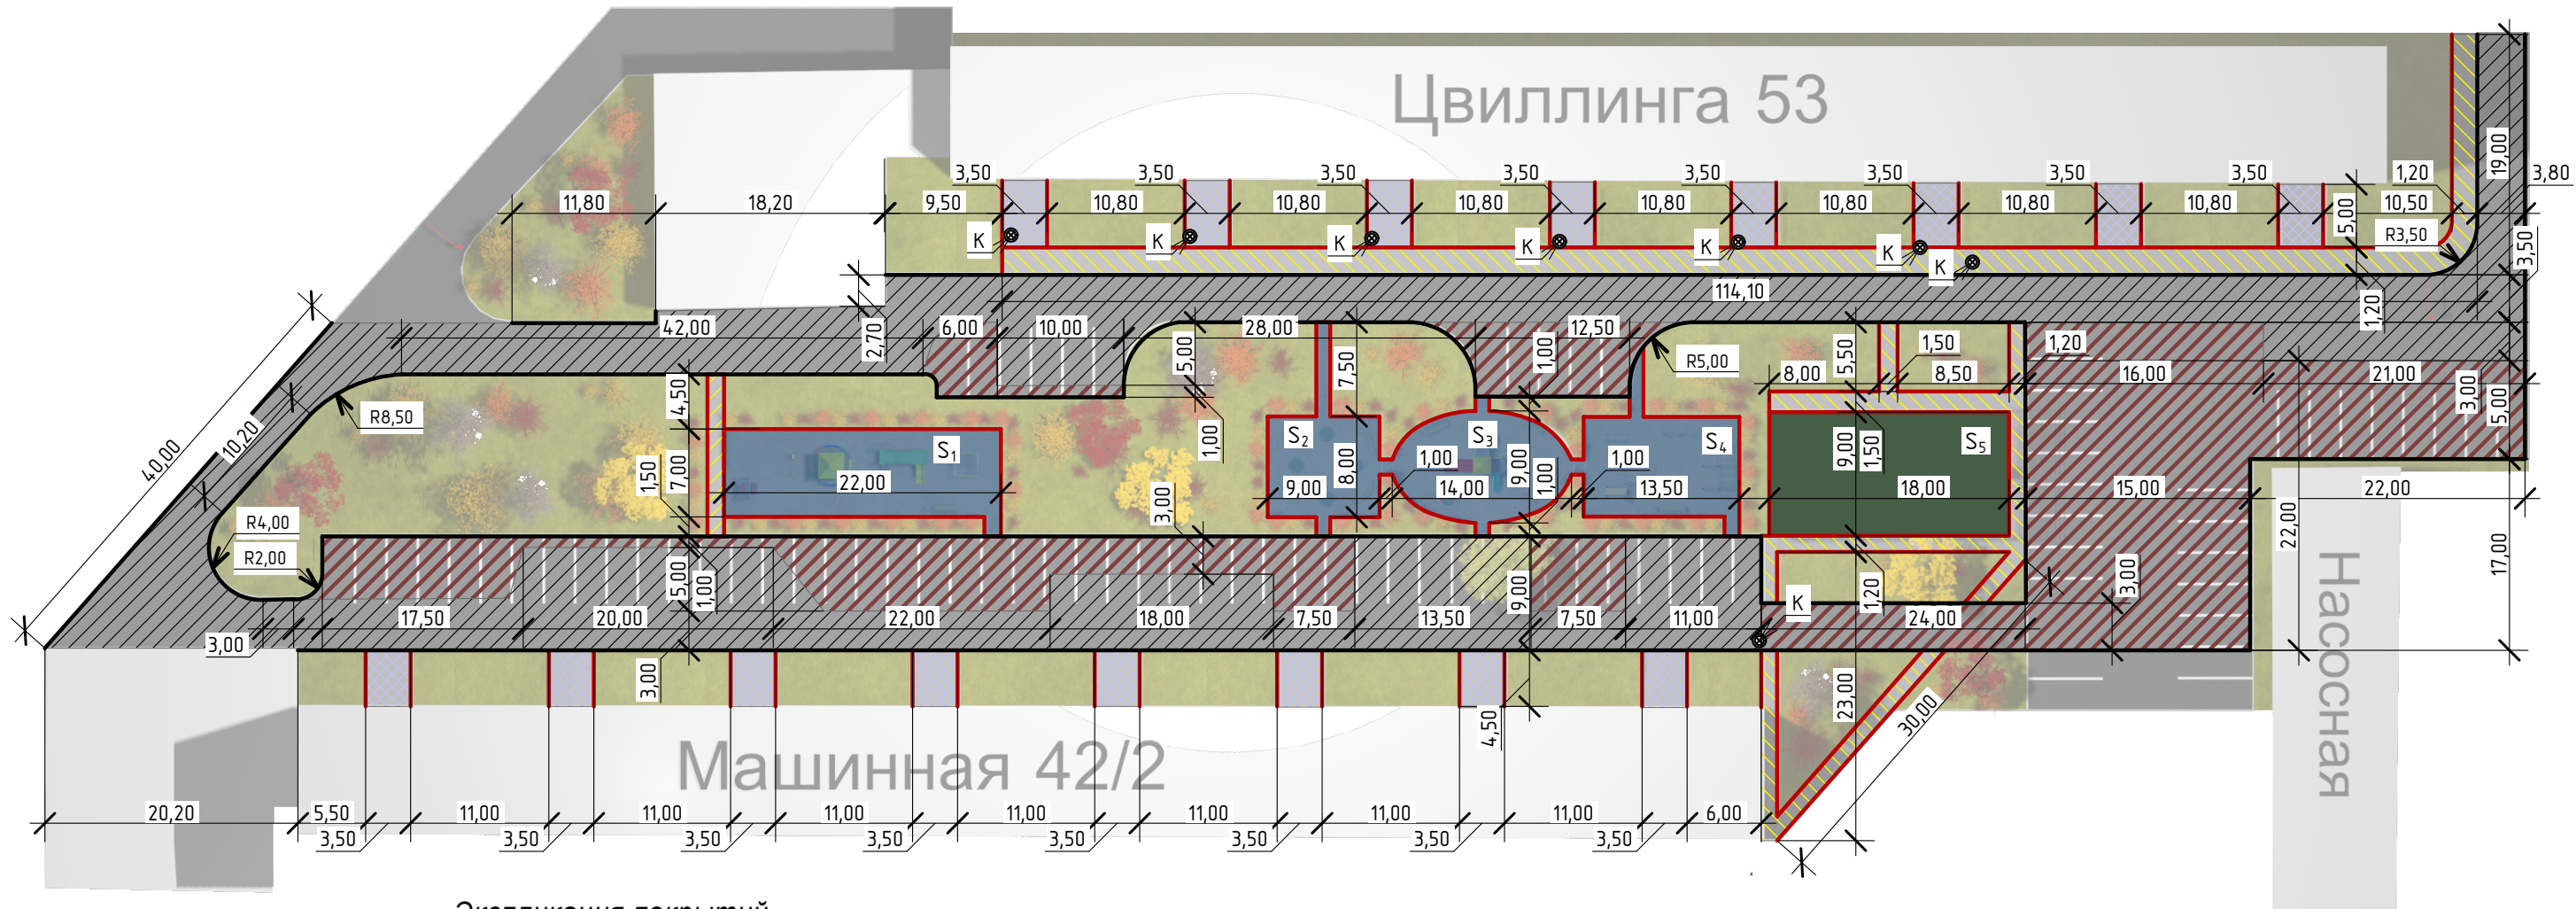 Цвиллинга 53
3,50 3,50 3,50 3,50 3,50 3,50 3,50 3,50 1,20 19,00 3,80
11,80 18,20 9,50 10,80 10,80 10,80 10,80 10,80 10,80 10,80 10,50 5,00
К К К К К К К R3,50 3,50
114,10 1,20
42,00 2,70 6,00 10,00 28,00 12,50
5,00 7,50 1,00 R5,00 5,50 1,50 1,20
8,00 8,50 16,00 21,00 3,00 5,00
40,00 10,20 R8,50 4,50 1,00
S1 S2 S3 S4 S5
1,50 7,00 22,00 9,00 8,00 1,00 14,00 9,00 1,00 1,00 13,50 9,00 1,50 18,00 15,00 22,00
R4,00 3,00 22,00 17,00
R2,00 5,00 1,00 9,00 1,20 3,00
К
17,50 20,00 22,00 18,00 7,50 13,50 7,50 11,00 24,00
3,00
3,00 4,50 23,00 30,00
Насосная
Машинная 42/2
20,20 5,50 11,00 11,00 11,00 11,00 11,00 11,00 11,00 6,00
3,50 3,50 3,50 3,50 3,50 3,50 3,50 3,50
Экспликация покрытий